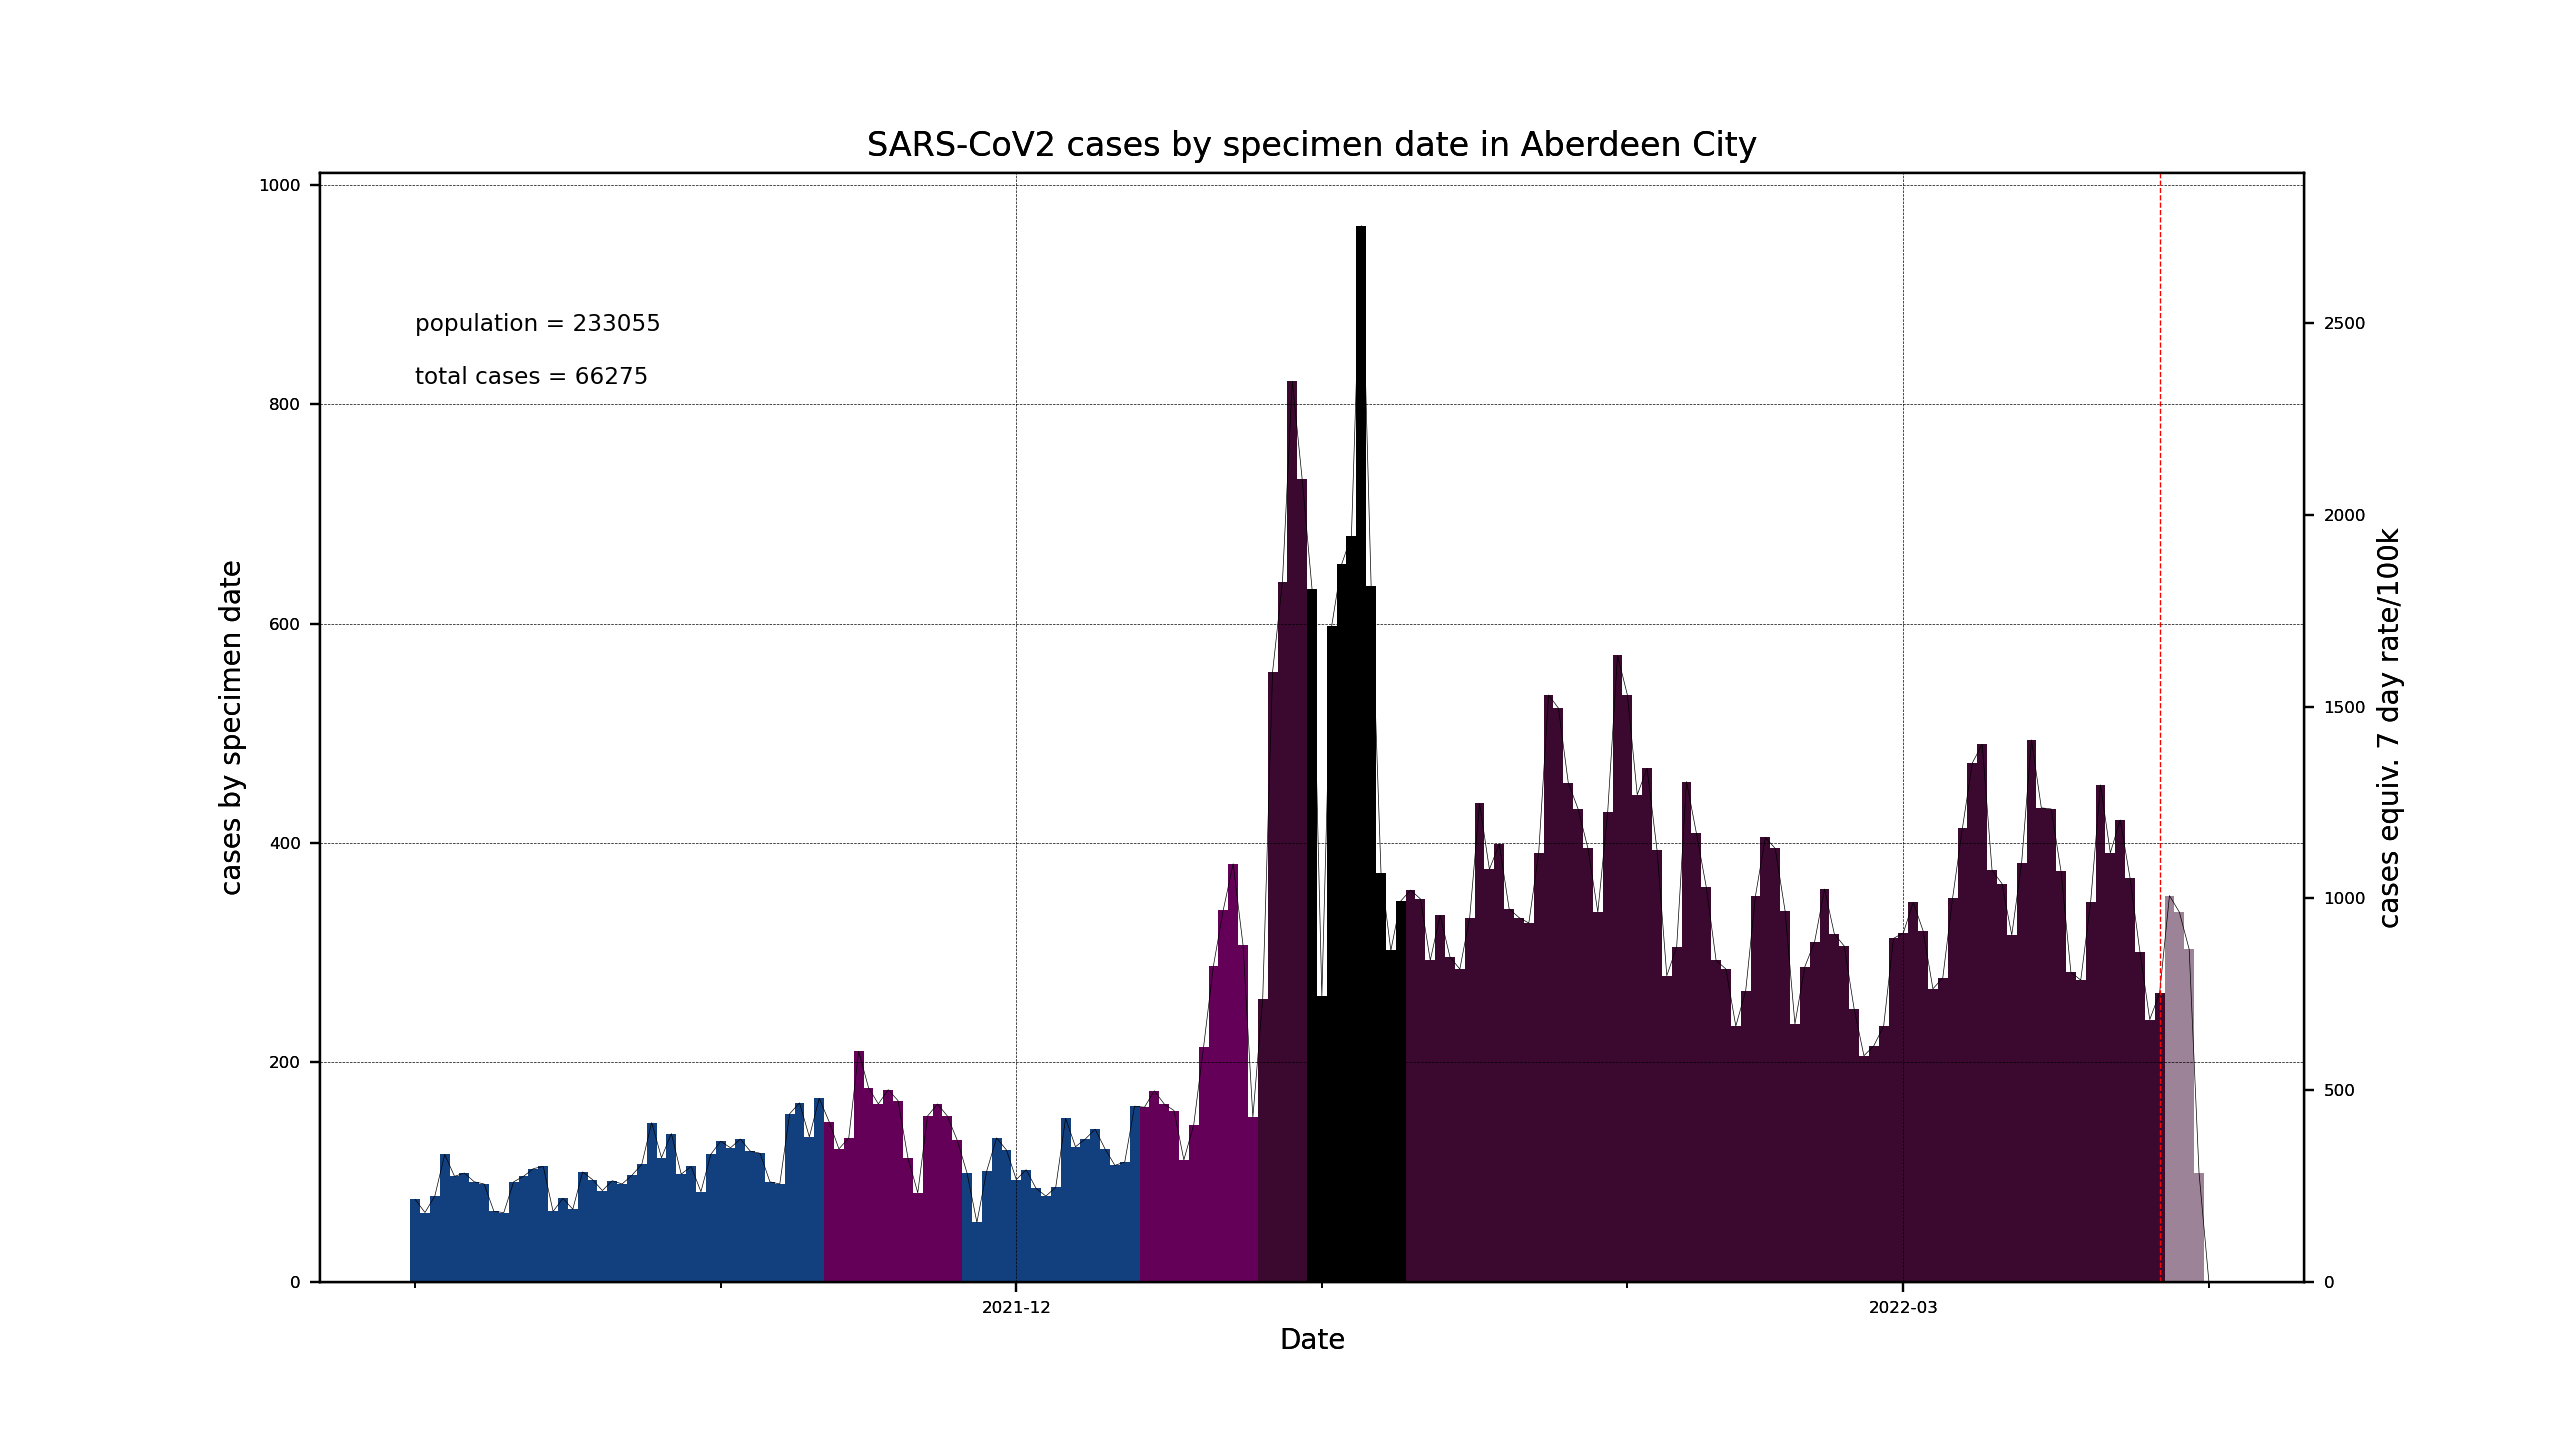 SARS-CoV2 cases by specimen date in Aberdeen City
population = 233055
total cases = 66275
cases by specimen date
1000
800
600
400
200
0
2500
2000
1500
1000
500
0
cases equiv. 7 day rate/100k
2021-12
2022-03
Date